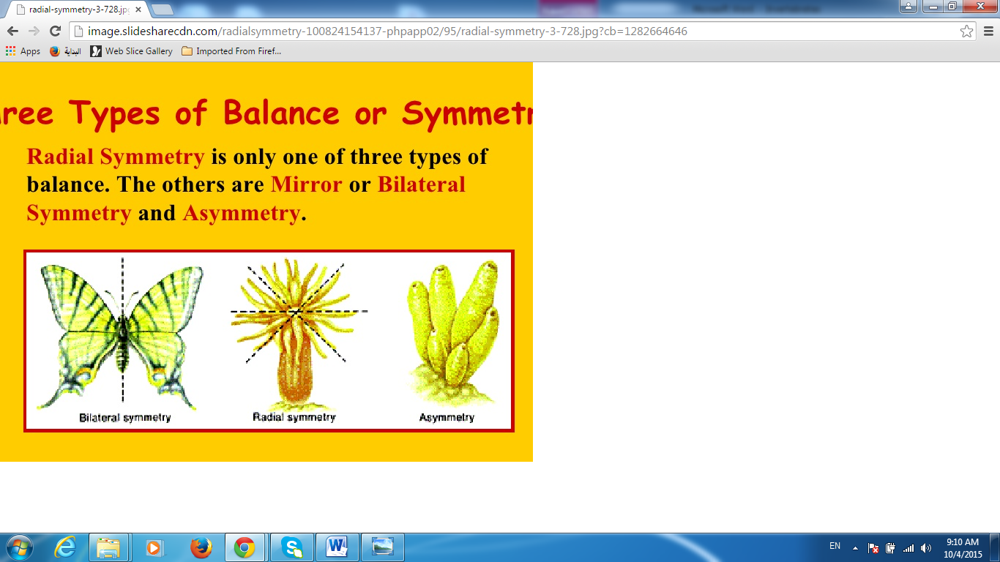 radial-symmetry-3-728.jpg
image.slidesharecdn.com/radialsymmetry-100824154137-phpapp02/95/radial-symmetry-3-728.jpg?cb=1282664646
Apps البداية Web Slice Gallery Imported From Firef...
ree Types of Balance or Symmetr
Radial Symmetry is only one of three types of
balance. The others are Mirror or Bilateral
Symmetry and Asymmetry.
Bilateral symmetry Radial symmetry Asymmetry
EN
9:10 AM
10/4/2015